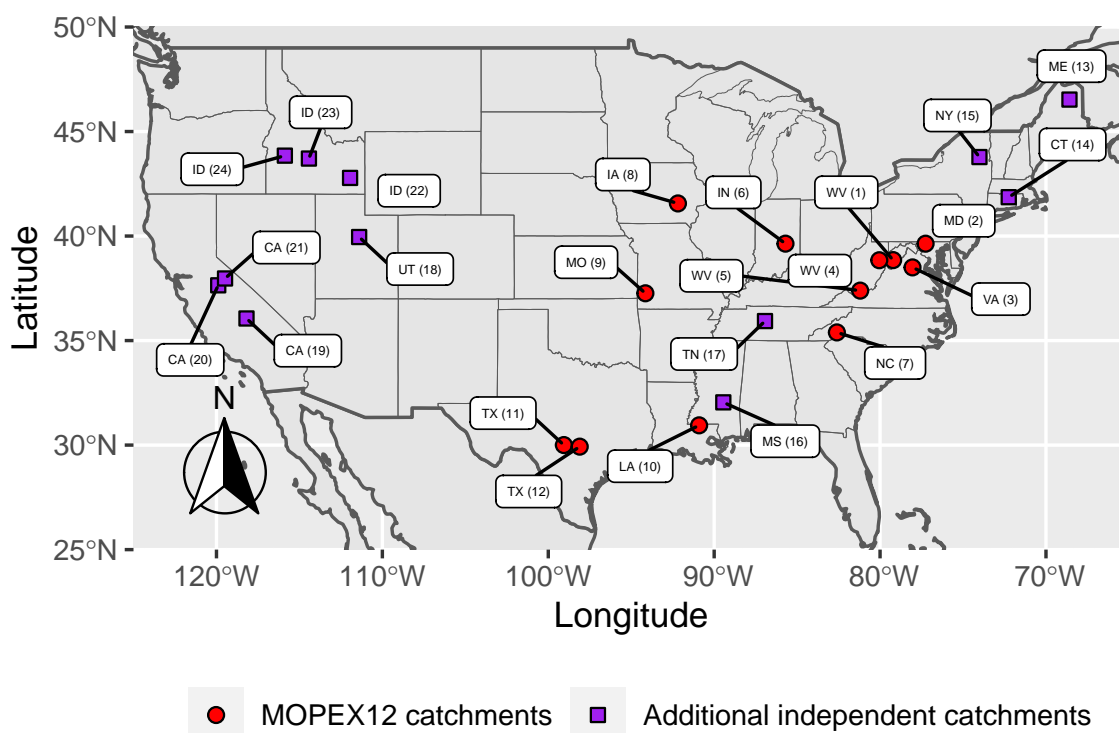 50°N
45°N
40°N
35°N
30°N
25°N
Latitude
ME (13)
ID (23)
NY (15)
CT (14)
ID (24)
IA (8)
IN (6)
WV (1)
ID (22)
MD (2)
CA (21)
MO (9)
UT (18)
WV (5)
WV (4)
VA (3)
CA (20)
CA (19)
TN (17)
NC (7)
N
TX (11)
MS (16)
LA (10)
TX (12)
120°W 110°W 100°W 90°W 80°W 70°W
Longitude
MOPEX12 catchments Additional independent catchments